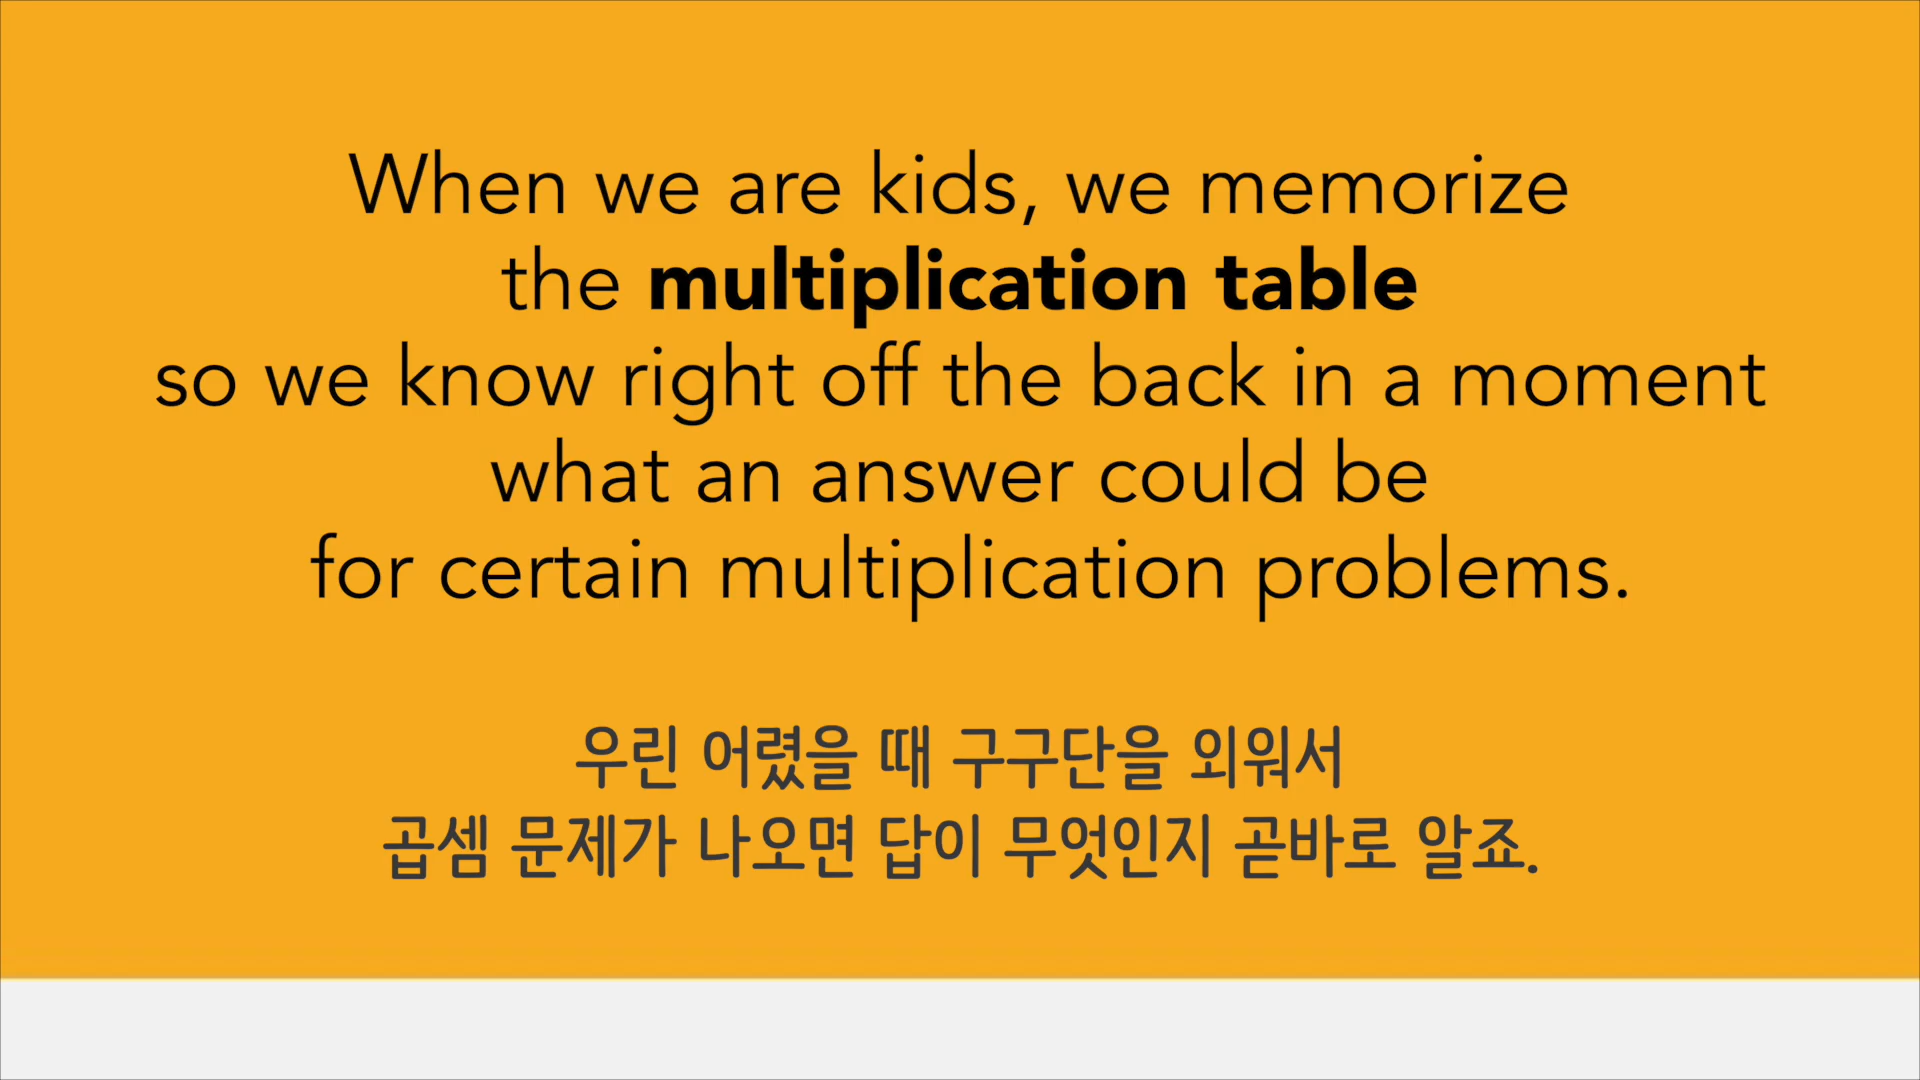 When we are kids, we memorize
the multiplication table
so we know right off the back in a moment
what an answer could be
for certain multiplication problems.
우린 어렸을 때 구구단을 외워서
곱셈 문제가 나오면 답이 무엇인지 곧바로 알죠.